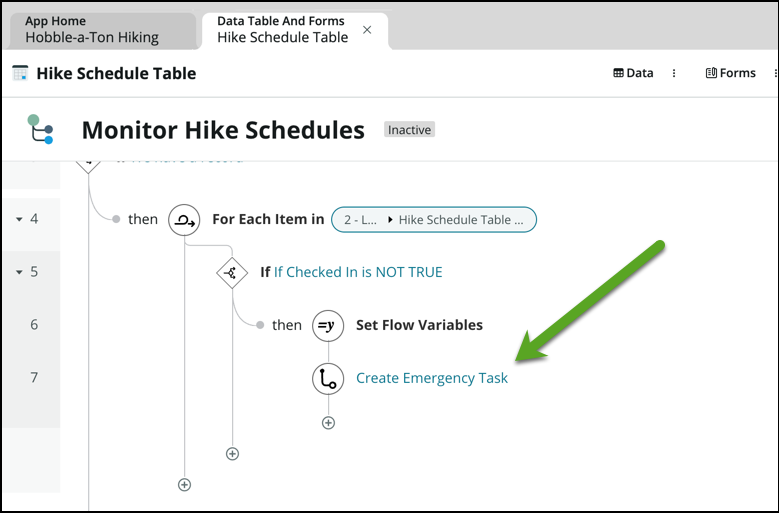 App Home
Hobble-a-Ton Hiking
Data Table And Forms
Hike Schedule Table
Hike Schedule Table
Data
Forms
Monitor Hike Schedules
Inactive
4
then
For Each Item in
2 - L...
Hike Schedule Table ...
5
If If Checked In is NOT TRUE
6
then
=y
Set Flow Variables
7
Create Emergency Task